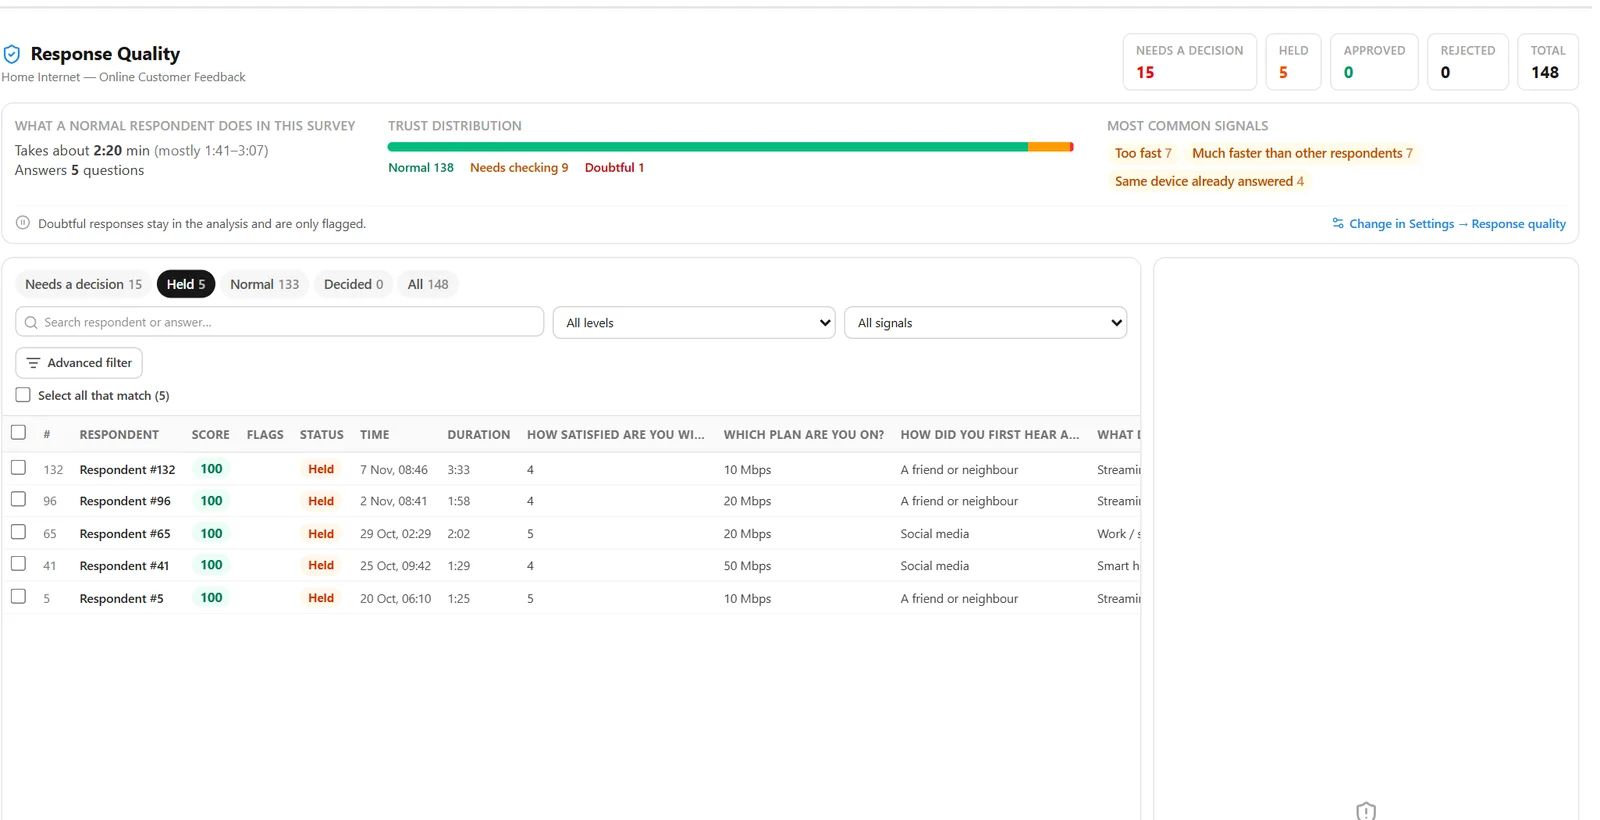 Response Quality
Home Internet — Online Customer Feedback
NEEDS A DECISION
15
HELD
5
APPROVED
0
REJECTED
0
TOTAL
148
WHAT A NORMAL RESPONDENT DOES IN THIS SURVEY
Takes about 2:20 min (mostly 1:41–3:07)
Answers 5 questions
TRUST DISTRIBUTION
Normal 138 Needs checking 9 Doubtful 1
MOST COMMON SIGNALS
Too fast 7 Much faster than other respondents 7
Same device already answered 4
Doubtful responses stay in the analysis and are only flagged.
Change in Settings → Response quality
Needs a decision 15 Held 5 Normal 133 Decided 0 All 148
Search respondent or answer... All levels All signals
Advanced filter
Select all that match (5)
# RESPONDENT SCORE FLAGS STATUS TIME DURATION HOW SATISFIED ARE YOU WI... WHICH PLAN ARE YOU ON? HOW DID YOU FIRST HEAR A... WHAT
132 Respondent #132 100 Held 7 Nov, 08:46 3:33 4 10 Mbps A friend or neighbour Streami
96 Respondent #96 100 Held 2 Nov, 08:41 1:58 4 20 Mbps A friend or neighbour Streami
65 Respondent #65 100 Held 29 Oct, 02:29 2:02 5 20 Mbps Social media Work / s
41 Respondent #41 100 Held 25 Oct, 09:42 1:29 4 50 Mbps Social media Smart h
5 Respondent #5 100 Held 20 Oct, 06:10 1:25 5 10 Mbps A friend or neighbour Streami